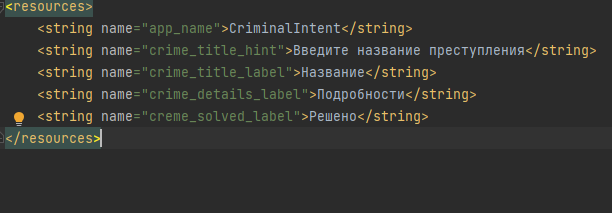 <resources>
<string name="app_name">CriminalIntent</string>
<string name="crime_title_hint">Введите название преступления</string>
<string name="crime_title_label">Название</string>
<string name="crime_details_label">Подробности</string>
<string name="creme_solved_label">Решено</string>
</resources>